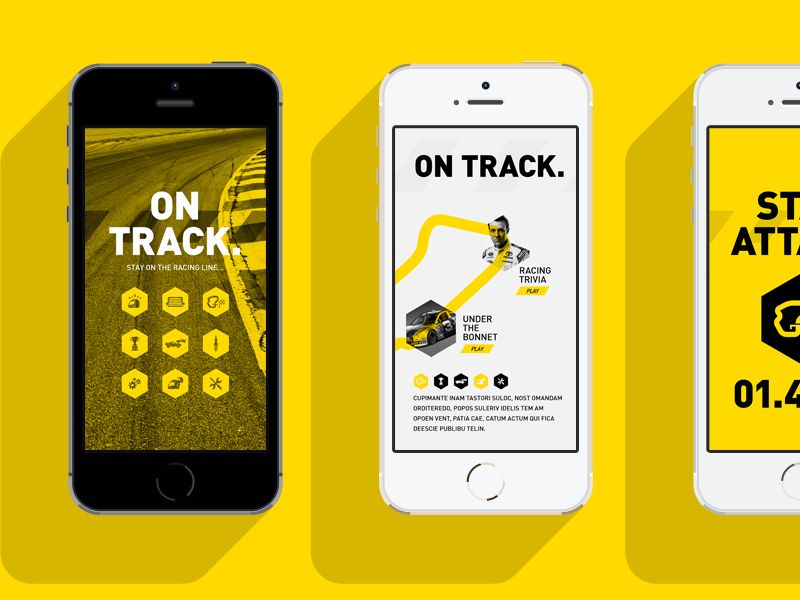 ON
TRACK.
STAY ON THE RACING LINE...
ON TRACK.
RACING
TRIVIA
PLAY
UNDER
THE
BONNET
PLAY
CUPIMANTE INAM TASTORI SULOC, NOST OMANDAM
ORDITEREDO, POPOS SULERIV IDELIS TEM AM
OPOEN VENT, PATIA CAE, CATUM ACTUM QUI FICA
DEESCIE PUBLIBU TELIN.
ST
ATTA
01.4